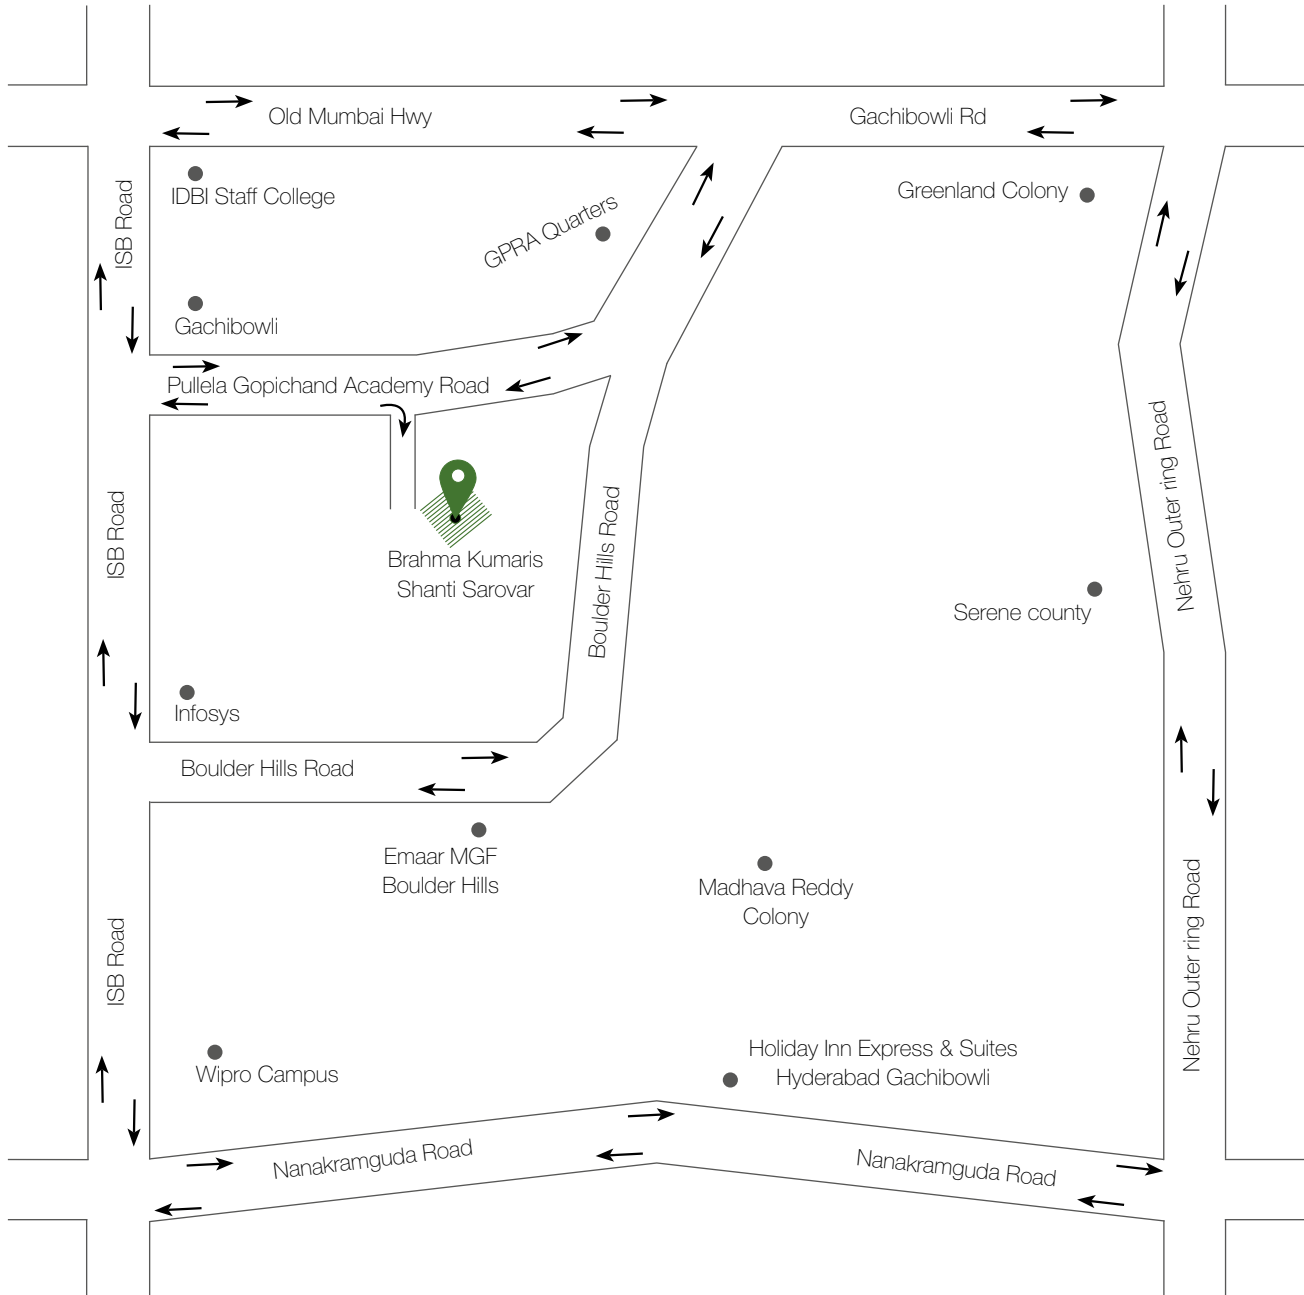 Old Mumbai Hwy
Gachibowli Rd
IDBI Staff College
ISB Road
GPRA Quarters
Greenland Colony
Gachibowli
Pullela Gopichand Academy Road
Nehru Outer ring Road
ISB Road
Boulder Hills Road
Brahma Kumaris
Shanti Sarovar
Serene county
Infosys
Boulder Hills Road
Emaar MGF
Boulder Hills
Madhava Reddy
Colony
ISB Road
Nehru Outer ring Road
Wipro Campus
Holiday Inn Express & Suites
Hyderabad Gachibowli
Nanakramguda Road
Nanakramguda Road